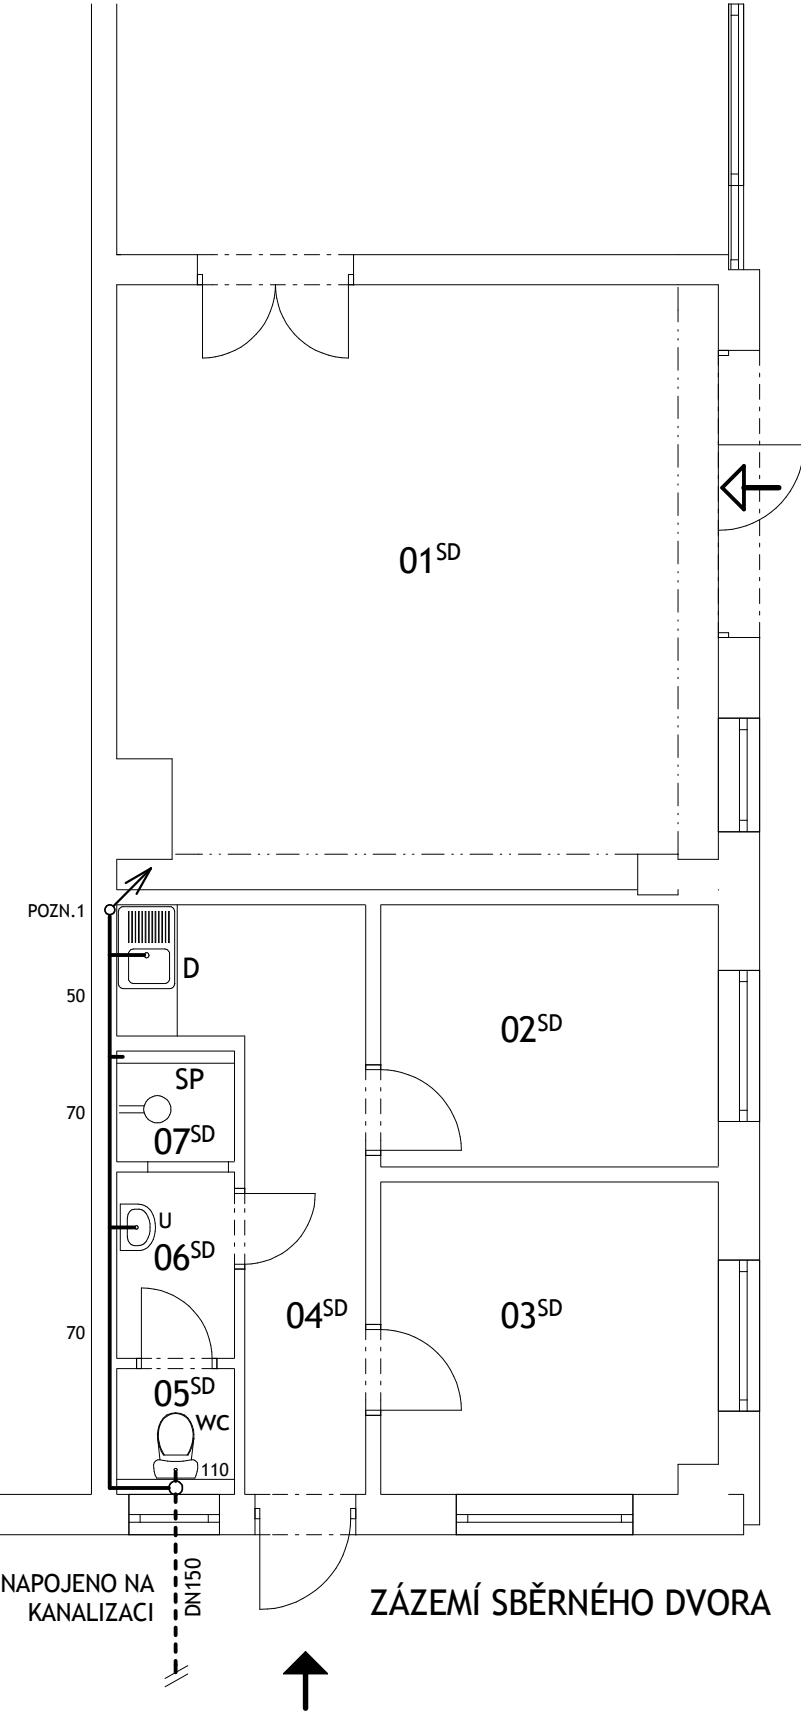 01SD
POZN.1
D
50
02SD
SP
70
07SD
U
06SD
04SD
03SD
70
05SD
WC
110
NAPOJENO NA
KANALIZACI
DN150
ZÁZEMÍ SBĚRNÉHO DVORA